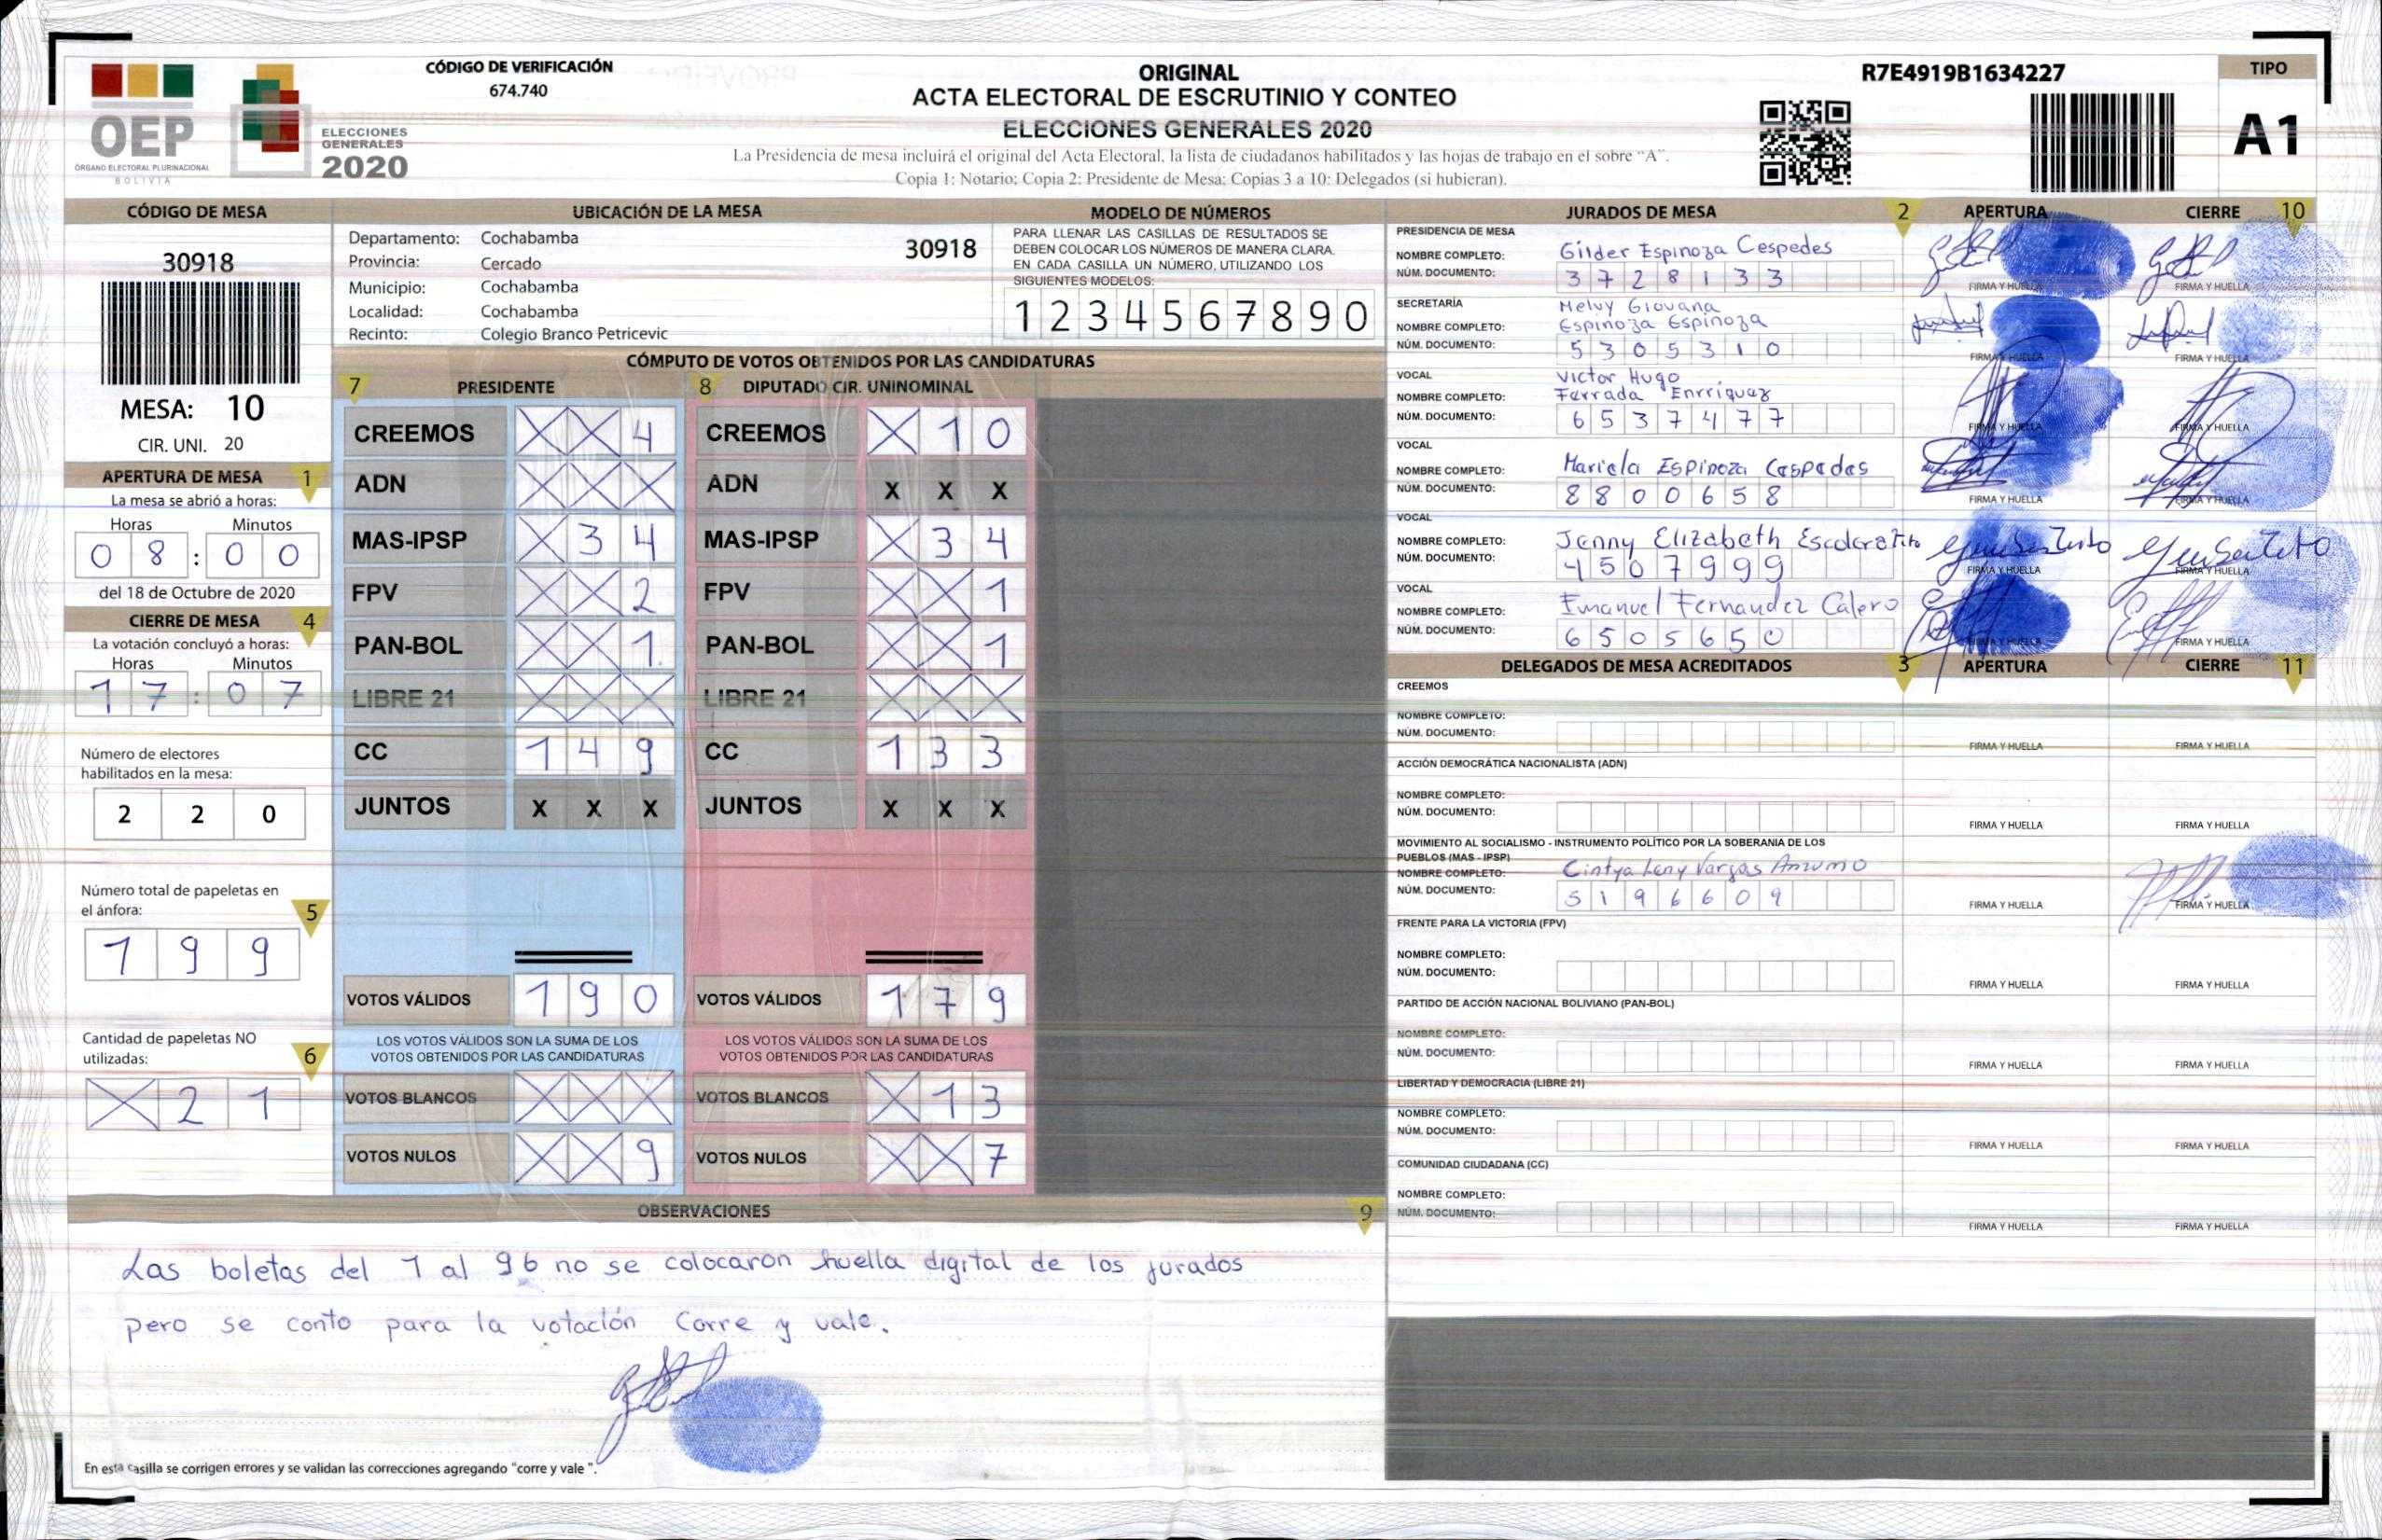 OEP
ÓRGANO ELECTORAL PLURINACIONAL
BOLIVIA
ELECCIONES
GENERALES
2020
CÓDIGO DE VERIFICACIÓN
674.740
ORIGINAL
ACTA ELECTORAL DE ESCRUTINIO Y CONTEO
ELECCIONES GENERALES 2020
La Presidencia de mesa incluirá el original del Acta Electoral, la lista de ciudadanos habilitados y las hojas de trabajo en el sobre "A".
Copia 1: Notario; Copia 2: Presidente de Mesa; Copias 3 a 10: Delegados (si hubieran).
R7E4919B1634227
TIPO
A1
CÓDIGO DE MESA
30918
MESA: 10
CIR. UNI. 20
APERTURA DE MESA 1
La mesa se abrió a horas:
Horas Minutos
0 8 : 0 0
del 18 de Octubre de 2020
CIERRE DE MESA 4
La votación concluyó a horas:
Horas Minutos
1 7 : 0 7
Número de electores
habilitados en la mesa:
2 2 0
Número total de papeletas en
el ánfora: 5
1 9 9
Cantidad de papeletas NO
utilizadas: 6
X 2 1
UBICACIÓN DE LA MESA
Departamento: Cochabamba
30918
Provincia: Cercado
Municipio: Cochabamba
Localidad: Cochabamba
Recinto: Colegio Branco Petricevic
MODELO DE NÚMEROS
PARA LLENAR LAS CASILLAS DE RESULTADOS SE
DEBEN COLOCAR LOS NÚMEROS DE MANERA CLARA.
EN CADA CASILLA UN NÚMERO, UTILIZANDO LOS
SIGUIENTES MODELOS:
1 2 3 4 5 6 7 8 9 0
CÓMPUTO DE VOTOS OBTENIDOS POR LAS CANDIDATURAS
7 PRESIDENTE 8 DIPUTADO CIR. UNINOMINAL
CREEMOS X X 4 CREEMOS X 1 0
ADN X X X ADN X X X
MAS-IPSP X 3 4 MAS-IPSP X 3 4
FPV X X 2 FPV X X 1
PAN-BOL X X 1 PAN-BOL X X 1
LIBRE 21 X X X LIBRE 21 X X X
CC 1 4 9 CC 1 3 3
JUNTOS X X X JUNTOS X X X
VOTOS VÁLIDOS 1 9 0 VOTOS VÁLIDOS 1 7 9
LOS VOTOS VÁLIDOS SON LA SUMA DE LOS LOS VOTOS VÁLIDOS SON LA SUMA DE LOS
VOTOS OBTENIDOS POR LAS CANDIDATURAS VOTOS OBTENIDOS POR LAS CANDIDATURAS
VOTOS BLANCOS X X X VOTOS BLANCOS X 1 3
VOTOS NULOS X X 9 VOTOS NULOS X X 7
JURADOS DE MESA 2 APERTURA CIERRE 10
PRESIDENCIA DE MESA
NOMBRE COMPLETO: Gilder Espinoza Cespedes
NÚM. DOCUMENTO: 3 7 2 8 1 3 3
FIRMA Y HUELLA FIRMA Y HUELLA
SECRETARÍA
Melvy Giovana
NOMBRE COMPLETO: Espinoza Espinoza
NÚM. DOCUMENTO: 5 3 0 5 3 1 0
FIRMA Y HUELLA FIRMA Y HUELLA
VOCAL
Victor Hugo
NOMBRE COMPLETO: Ferrada Enrriquez
NÚM. DOCUMENTO: 6 5 3 7 4 7 7
FIRMA Y HUELLA FIRMA Y HUELLA
VOCAL
NOMBRE COMPLETO: Mariela Espinoza Cespedes
NÚM. DOCUMENTO: 8 8 0 0 6 5 8
FIRMA Y HUELLA FIRMA Y HUELLA
VOCAL
NOMBRE COMPLETO: Jenny Elizabeth
NÚM. DOCUMENTO: 4 5 0 7 9 9 9
FIRMA Y HUELLA FIRMA Y HUELLA
VOCAL
NOMBRE COMPLETO: Emanuel Fernandez Calero
NÚM. DOCUMENTO: 6 5 0 5 6 5 0
FIRMA Y HUELLA FIRMA Y HUELLA
DELEGADOS DE MESA ACREDITADOS 3 APERTURA CIERRE 11
CREEMOS
NOMBRE COMPLETO:
NÚM. DOCUMENTO:
FIRMA Y HUELLA FIRMA Y HUELLA
ACCIÓN DEMOCRÁTICA NACIONALISTA (ADN)
NOMBRE COMPLETO:
NÚM. DOCUMENTO:
FIRMA Y HUELLA FIRMA Y HUELLA
MOVIMIENTO AL SOCIALISMO - INSTRUMENTO POLÍTICO POR LA SOBERANIA DE LOS
PUEBLOS (MAS - IPSP)
NOMBRE COMPLETO: Cintya Leny Vargas
NÚM. DOCUMENTO: 5 1 9 6 6 0 9
FIRMA Y HUELLA FIRMA Y HUELLA
FRENTE PARA LA VICTORIA (FPV)
NOMBRE COMPLETO:
NÚM. DOCUMENTO:
FIRMA Y HUELLA FIRMA Y HUELLA
PARTIDO DE ACCIÓN NACIONAL BOLIVIANO (PAN-BOL)
NOMBRE COMPLETO:
NÚM. DOCUMENTO:
FIRMA Y HUELLA FIRMA Y HUELLA
LIBERTAD Y DEMOCRACIA (LIBRE 21)
NOMBRE COMPLETO:
NÚM. DOCUMENTO:
FIRMA Y HUELLA FIRMA Y HUELLA
COMUNIDAD CIUDADANA (CC)
NOMBRE COMPLETO:
NÚM. DOCUMENTO:
FIRMA Y HUELLA FIRMA Y HUELLA
OBSERVACIONES 9
Las boletas del 1 al 96 no se colocaron huella digital de los jurados
pero se conto para la votación Corre y vale.
En esta casilla se corrigen errores y se validan las correcciones agregando "corre y vale ".